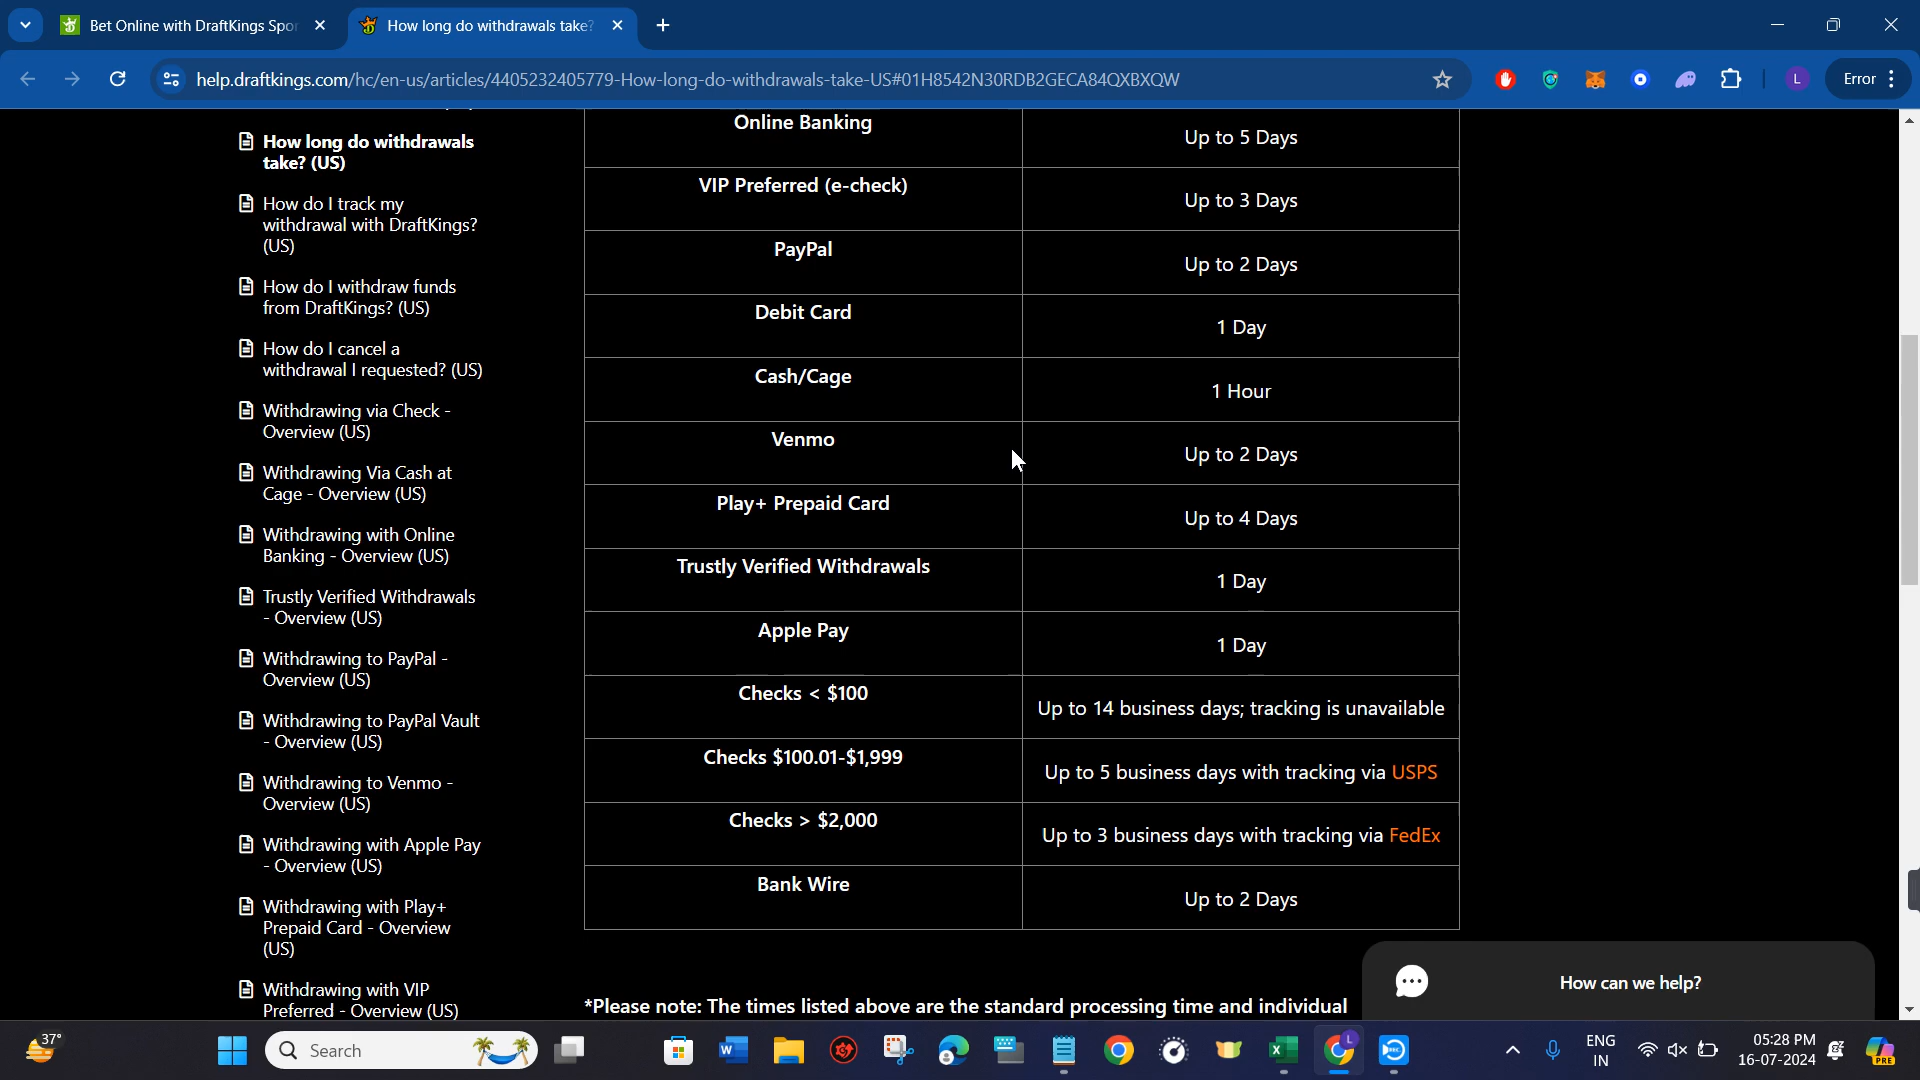 Bet Online with DraftKings Spor
How long do withdrawals take?
help.draftkings.com/hc/en-us/articles/4405232405779-How-long-do-withdrawals-take-US#01H8542N30RDB2GECA84QXBXQW
L
Error
How long do withdrawals
take? (US)
How do I track my
withdrawal with DraftKings?
(US)
How do I withdraw funds
from DraftKings? (US)
How do I cancel a
withdrawal I requested? (US)
Withdrawing via Check -
Overview (US)
Withdrawing Via Cash at
Cage - Overview (US)
Withdrawing with Online
Banking - Overview (US)
Trustly Verified Withdrawals
- Overview (US)
Withdrawing to PayPal -
Overview (US)
Withdrawing to PayPal Vault
- Overview (US)
Withdrawing to Venmo -
Overview (US)
Withdrawing with Apple Pay
- Overview (US)
Withdrawing with Play+
Prepaid Card - Overview
(US)
Withdrawing with VIP
Preferred - Overview (US)
Online Banking
Up to 5 Days
VIP Preferred (e-check)
Up to 3 Days
PayPal
Up to 2 Days
Debit Card
1 Day
Cash/Cage
1 Hour
Venmo
Up to 2 Days
Play+ Prepaid Card
Up to 4 Days
Trustly Verified Withdrawals
1 Day
Apple Pay
1 Day
Checks < $100
Up to 14 business days; tracking is unavailable
Checks $100.01-$1,999
Up to 5 business days with tracking via USPS
Checks > $2,000
Up to 3 business days with tracking via FedEx
Bank Wire
Up to 2 Days
*Please note: The times listed above are the standard processing time and individual
How can we help?
37°
Search
L
ENG
IN
05:28 PM
16-07-2024
PRE